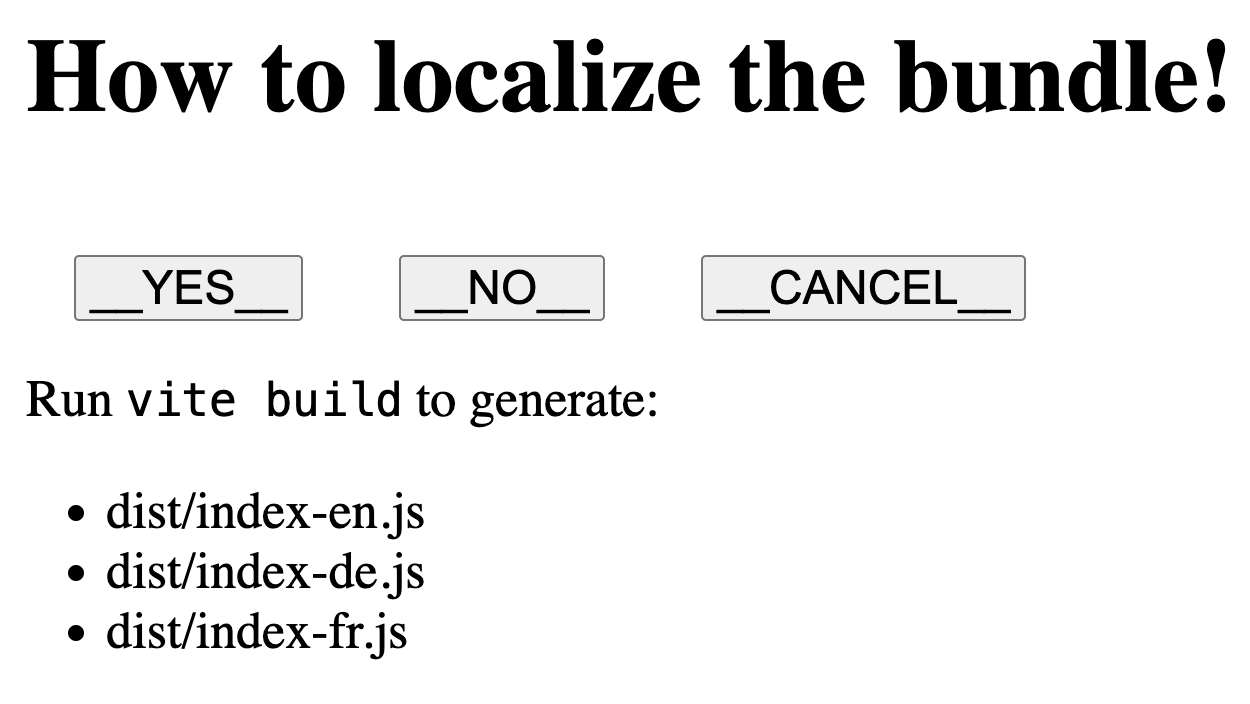 How to localize the bundle!
__YES__ __NO__ __CANCEL__
Run vite build to generate:
• dist/index-en.js
• dist/index-de.js
• dist/index-fr.js